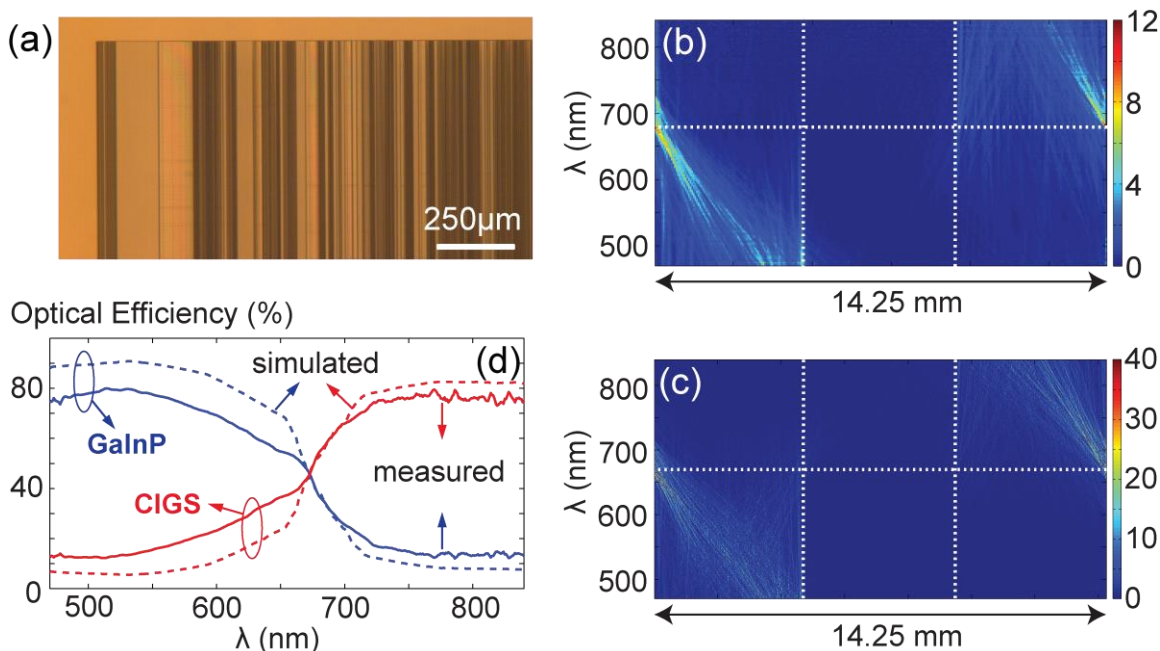 (a)
250μm
(b)
λ (nm)
800
700
600
500
12
8
4
0
14.25 mm
Optical Efficiency (%)
(d)
simulated
GaInP
measured
CIGS
80
40
0
500
600
700
800
λ (nm)
(c)
λ (nm)
800
700
600
500
40
30
20
10
0
14.25 mm